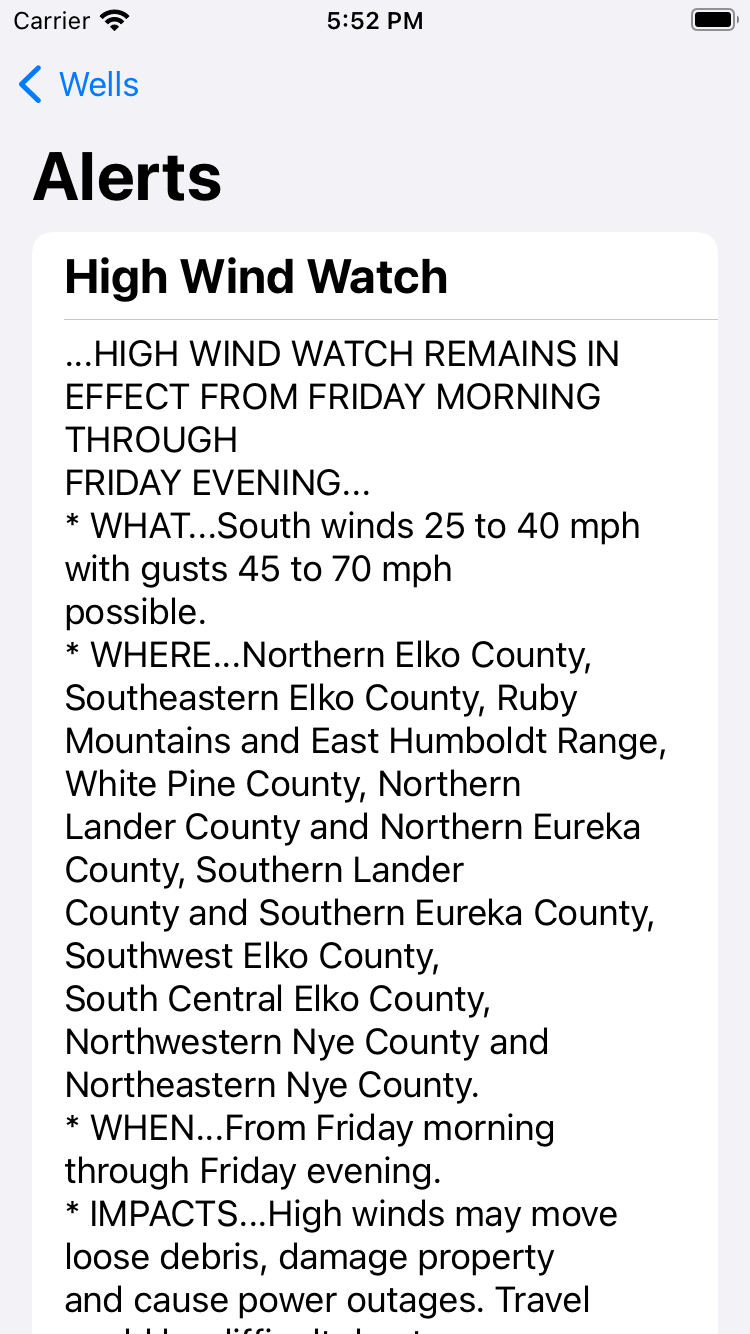 Carrier
5:52 PM
Wells
Alerts
High Wind Watch
...HIGH WIND WATCH REMAINS IN
EFFECT FROM FRIDAY MORNING
THROUGH
FRIDAY EVENING...
* WHAT...South winds 25 to 40 mph
with gusts 45 to 70 mph
possible.
* WHERE...Northern Elko County,
Southeastern Elko County, Ruby
Mountains and East Humboldt Range,
White Pine County, Northern
Lander County and Northern Eureka
County, Southern Lander
County and Southern Eureka County,
Southwest Elko County,
South Central Elko County,
Northwestern Nye County and
Northeastern Nye County.
* WHEN...From Friday morning
through Friday evening.
* IMPACTS...High winds may move
loose debris, damage property
and cause power outages. Travel